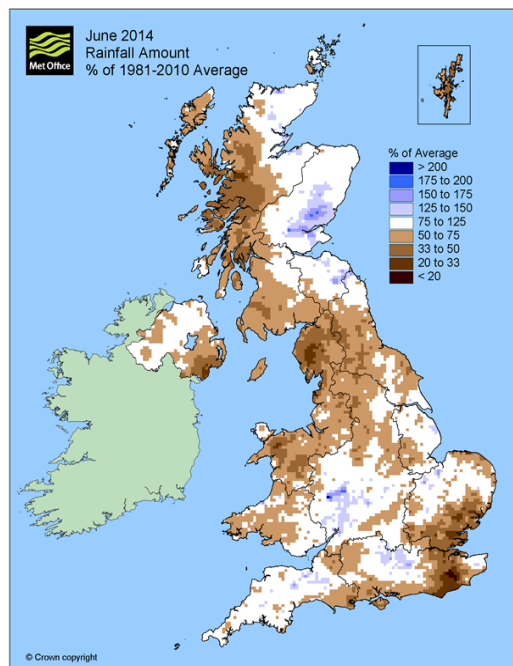 June 2014
Rainfall Amount
% of 1981-2010 Average
Met Office
% of Average
> 200
175 to 200
150 to 175
125 to 150
75 to 125
50 to 75
33 to 50
20 to 33
< 20
© Crown copyright